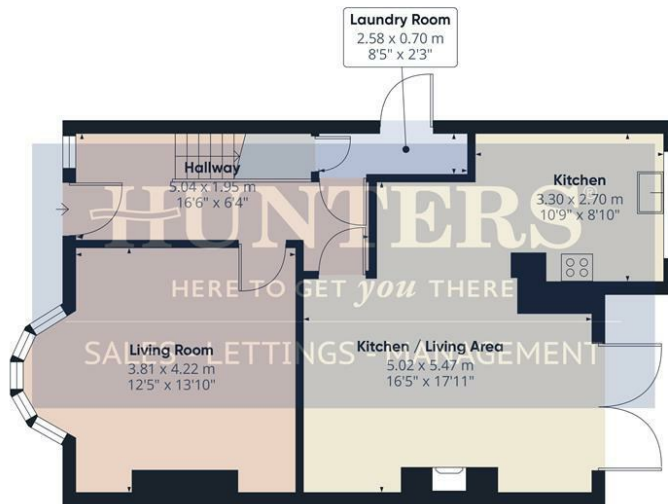 Laundry Room
2.58 x 0.70 m
8'5" x 2'3"
Hallway
5.04 x 1.95 m
16'6" x 6'4"
Kitchen
3.30 x 2.70 m
10'9" x 8'10"
HUNTERS®
HERE TO GET you THERE
SALES - LETTINGS - MANAGEMENT
Living Room
3.81 x 4.22 m
12'5" x 13'10"
Kitchen / Living Area
5.02 x 5.47 m
16'5" x 17'11"